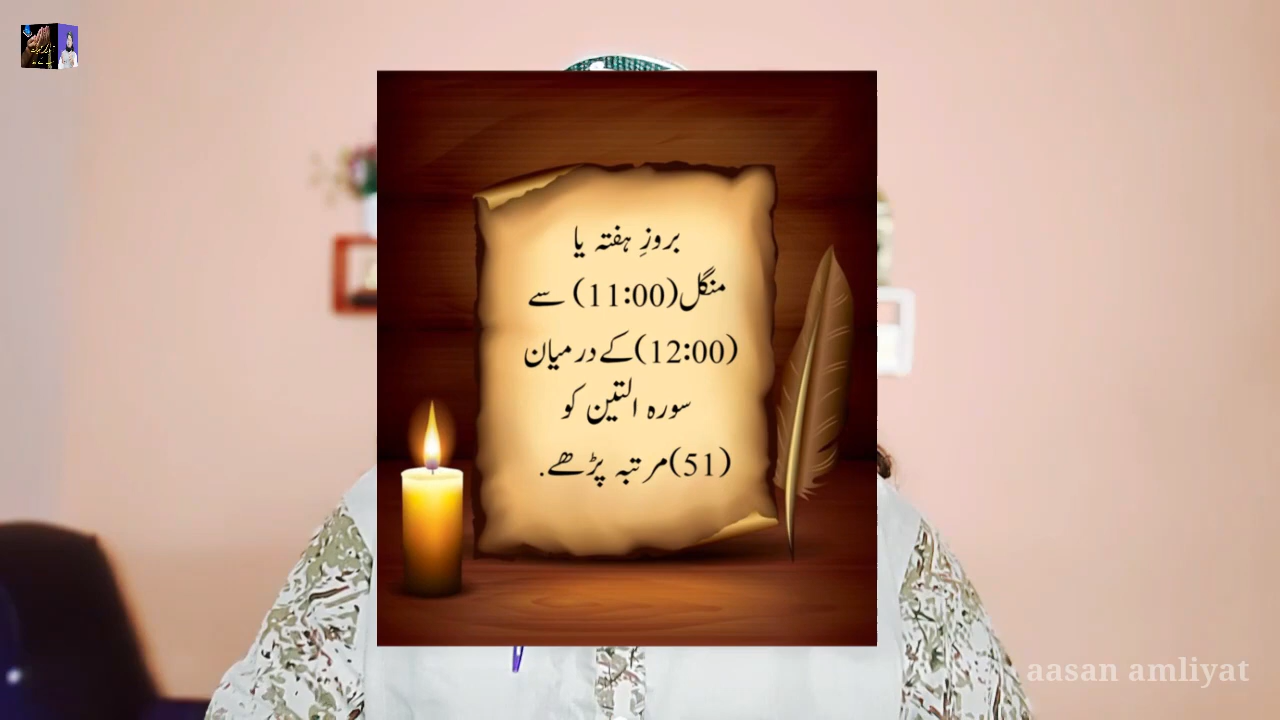 بروزِ ہفتہ یا
منگل(11:00) سے
(12:00)کے درمیان
سورہ التین کو
(51)مرتبہ پڑھے.
aasan amliyat